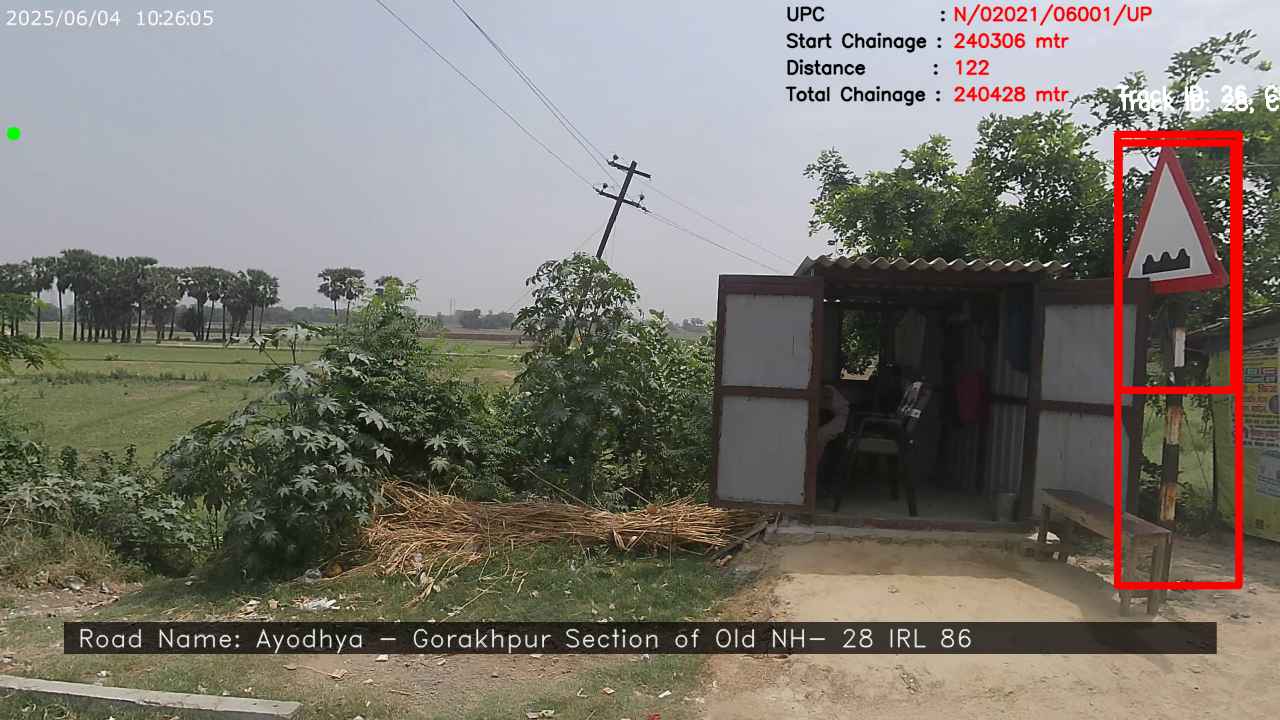 2025/06/04 10:26:05
UPC : N/02021/06001/UP
Start Chainage : 240306 mtr
Distance : 122
Total Chainage : 240428 mtr
Road Name: Ayodhya - Gorakhpur Section of Old NH- 28 IRL 86